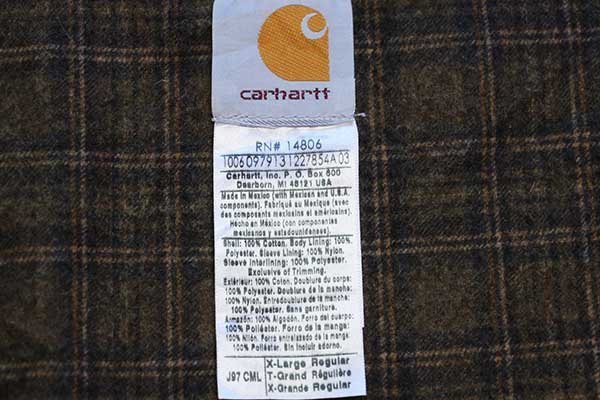 carhartt
RN# 14806
1006097913122785​4A 03
Carhartt, Inc. P. O. Box 600
Dearborn, MI 48121 USA
Made in Mexico (with Mexican and U.S.A.
components). Fabriqué au Mexique (avec
des composants mexicains et américains).
Hecho en México (con componentes
mexicanos y estadounidenses).
Shell: 100% Cotton. Body Lining: 100%
Polyester. Sleeve Lining: 100% Nylon.
Sleeve Interlining: 100% Polyester.
Exclusive of Trimming.
Extérieur: 100% Coton. Doublure du corps:
100% Polyester. Doublure de la manche:
100% Nylon. Entredoublure de la manche:
100% Polyester. Sans garniture.
Armazón: 100% Algodón. Forro del cuerpo:
100% Poliéster. Forro de la manga:
100% Nilón. Forro entrelazado de la manga:
100% Poliéster. Sin incluir adorno.
J97 CML
X-Large Regular
T-Grand Régulière
X-Grande Regular